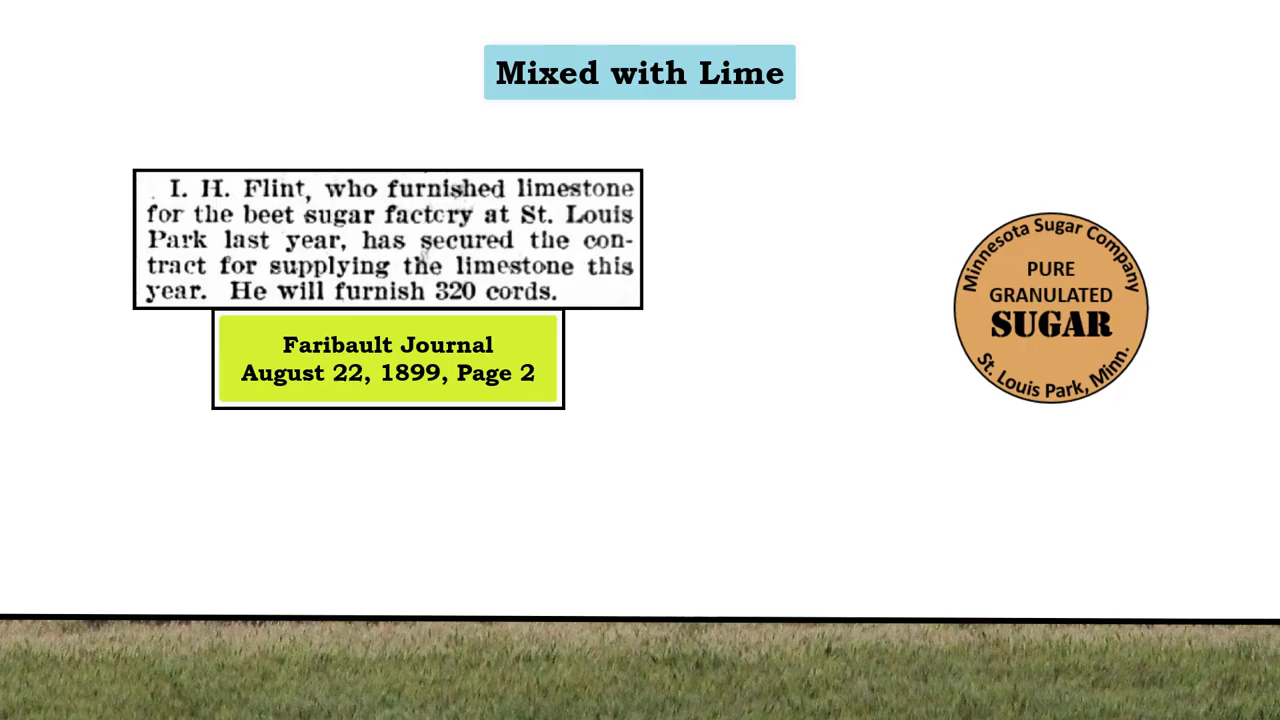 Mixed with Lime
I. H. Flint, who furnished limestone
for the beet sugar factory at St. Louis
Park last year, has secured the con-
tract for supplying the limestone this
year. He will furnish 320 cords.
Faribault Journal
August 22, 1899, Page 2
Minnesota Sugar Company
PURE
GRANULATED
SUGAR
St. Louis Park, Minn.